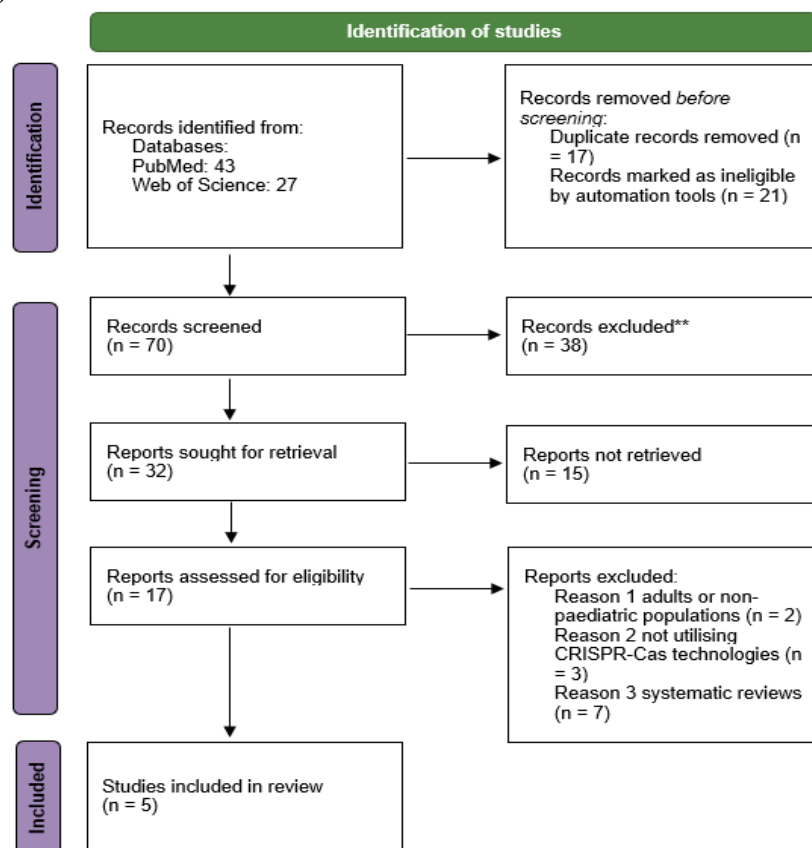 Identification of studies
Identification
Records identified from:
Databases:
PubMed: 43
Web of Science: 27
Records removed before
screening:
Duplicate records removed (n
= 17)
Records marked as ineligible
by automation tools (n = 21)
Screening
Records screened
(n = 70)
Records excluded**
(n = 38)
Reports sought for retrieval
(n = 32)
Reports not retrieved
(n = 15)
Reports assessed for eligibility
(n = 17)
Reports excluded:
Reason 1 adults or non-
paediatric populations (n = 2)
Reason 2 not utilising
CRISPR-Cas technologies (n
= 3)
Reason 3 systematic reviews
(n = 7)
Included
Studies included in review
(n = 5)